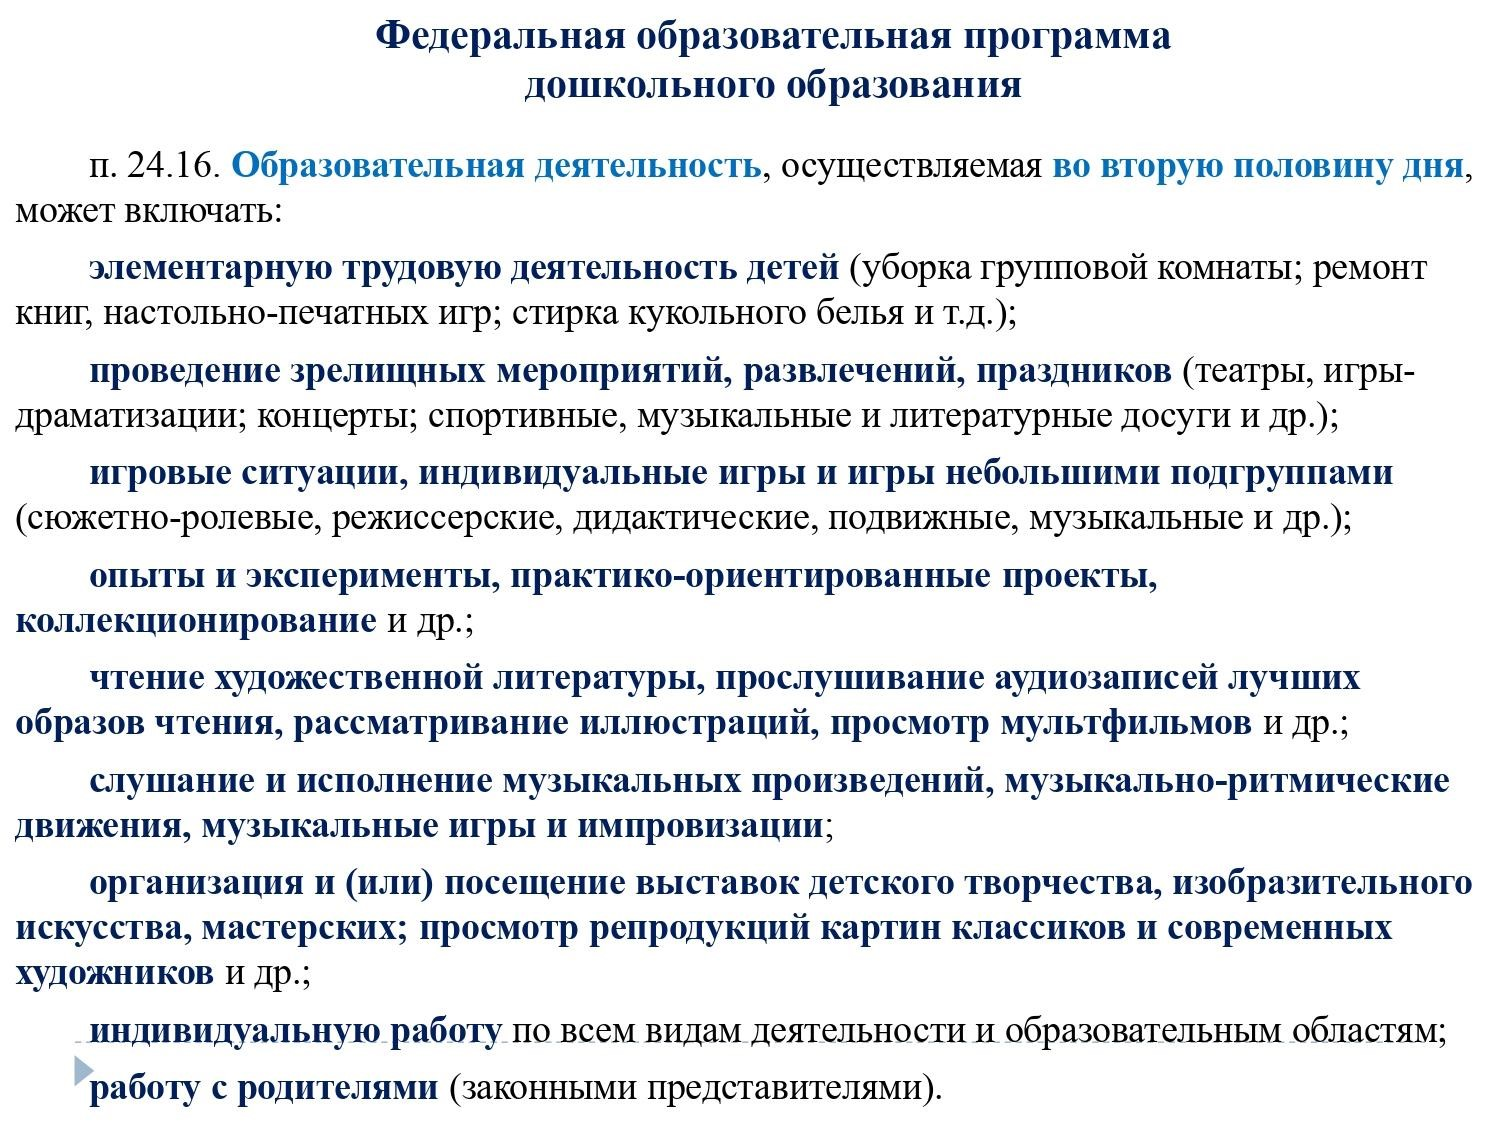 Федеральная образовательная программа
дошкольного образования
п. 24.16. Образовательная деятельность, осуществляемая во вторую половину дня,
может включать:
элементарную трудовую деятельность детей (уборка групповой комнаты; ремонт
книг, настольно-печатных игр; стирка кукольного белья и т.д.);
проведение зрелищных мероприятий, развлечений, праздников (театры, игры-
драматизации; концерты; спортивные, музыкальные и литературные досуги и др.);
игровые ситуации, индивидуальные игры и игры небольшими подгруппами
(сюжетно-ролевые, режиссерские, дидактические, подвижные, музыкальные и др.);
опыты и эксперименты, практико-ориентированные проекты,
коллекционирование и др.;
чтение художественной литературы, прослушивание аудиозаписей лучших
образов чтения, рассматривание иллюстраций, просмотр мультфильмов и др.;
слушание и исполнение музыкальных произведений, музыкально-ритмические
движения, музыкальные игры и импровизации;
организация и (или) посещение выставок детского творчества, изобразительного
искусства, мастерских; просмотр репродукций картин классиков и современных
художников и др.;
индивидуальную работу по всем видам деятельности и образовательным областям;
работу с родителями (законными представителями).